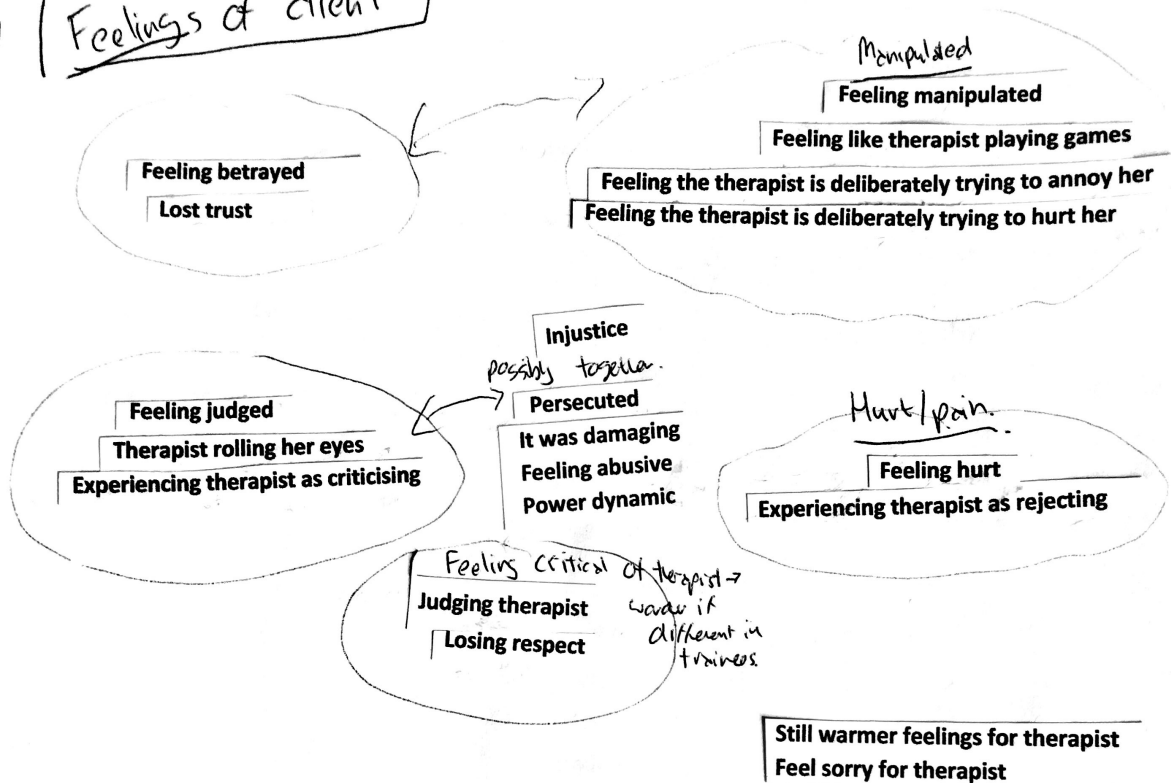 Feelings of client
Manipulated
Feeling manipulated
Feeling like therapist playing games
Feeling the therapist is deliberately trying to annoy her
Feeling the therapist is deliberately trying to hurt her
Feeling betrayed
Lost trust
Injustice
possibly together.
Persecuted
It was damaging
Feeling abusive
Power dynamic
Feeling judged
Therapist rolling her eyes
Experiencing therapist as criticising
Hurt/pain.
Feeling hurt
Experiencing therapist as rejecting
Feeling critical of therapist →
wonder if
different in
trainees.
Judging therapist
Losing respect
Still warmer feelings for therapist
Feel sorry for therapist